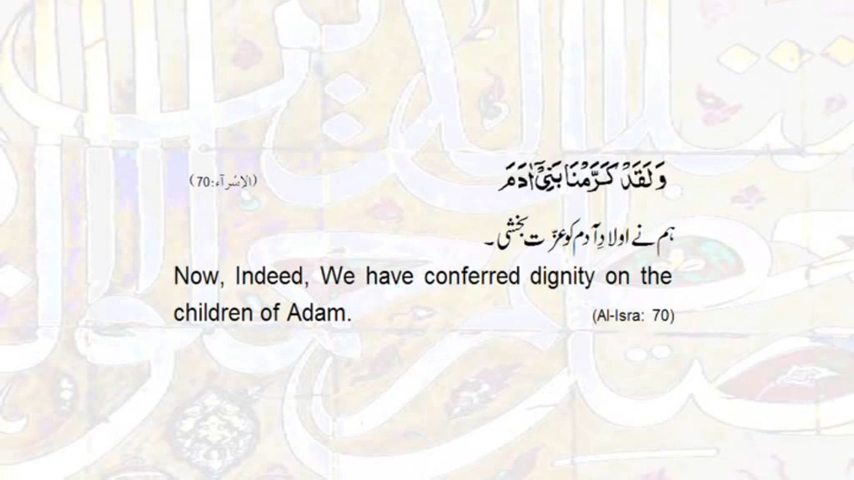 وَلَقَدْ كَرَّمْنَا بَنِیْۤ اٰدَمَ (الاسرآء:70)
ہم نے اولادِ آدم کو عزّت بخشی ۔
Now, Indeed, We have conferred dignity on the
children of Adam. (Al-Isra: 70)